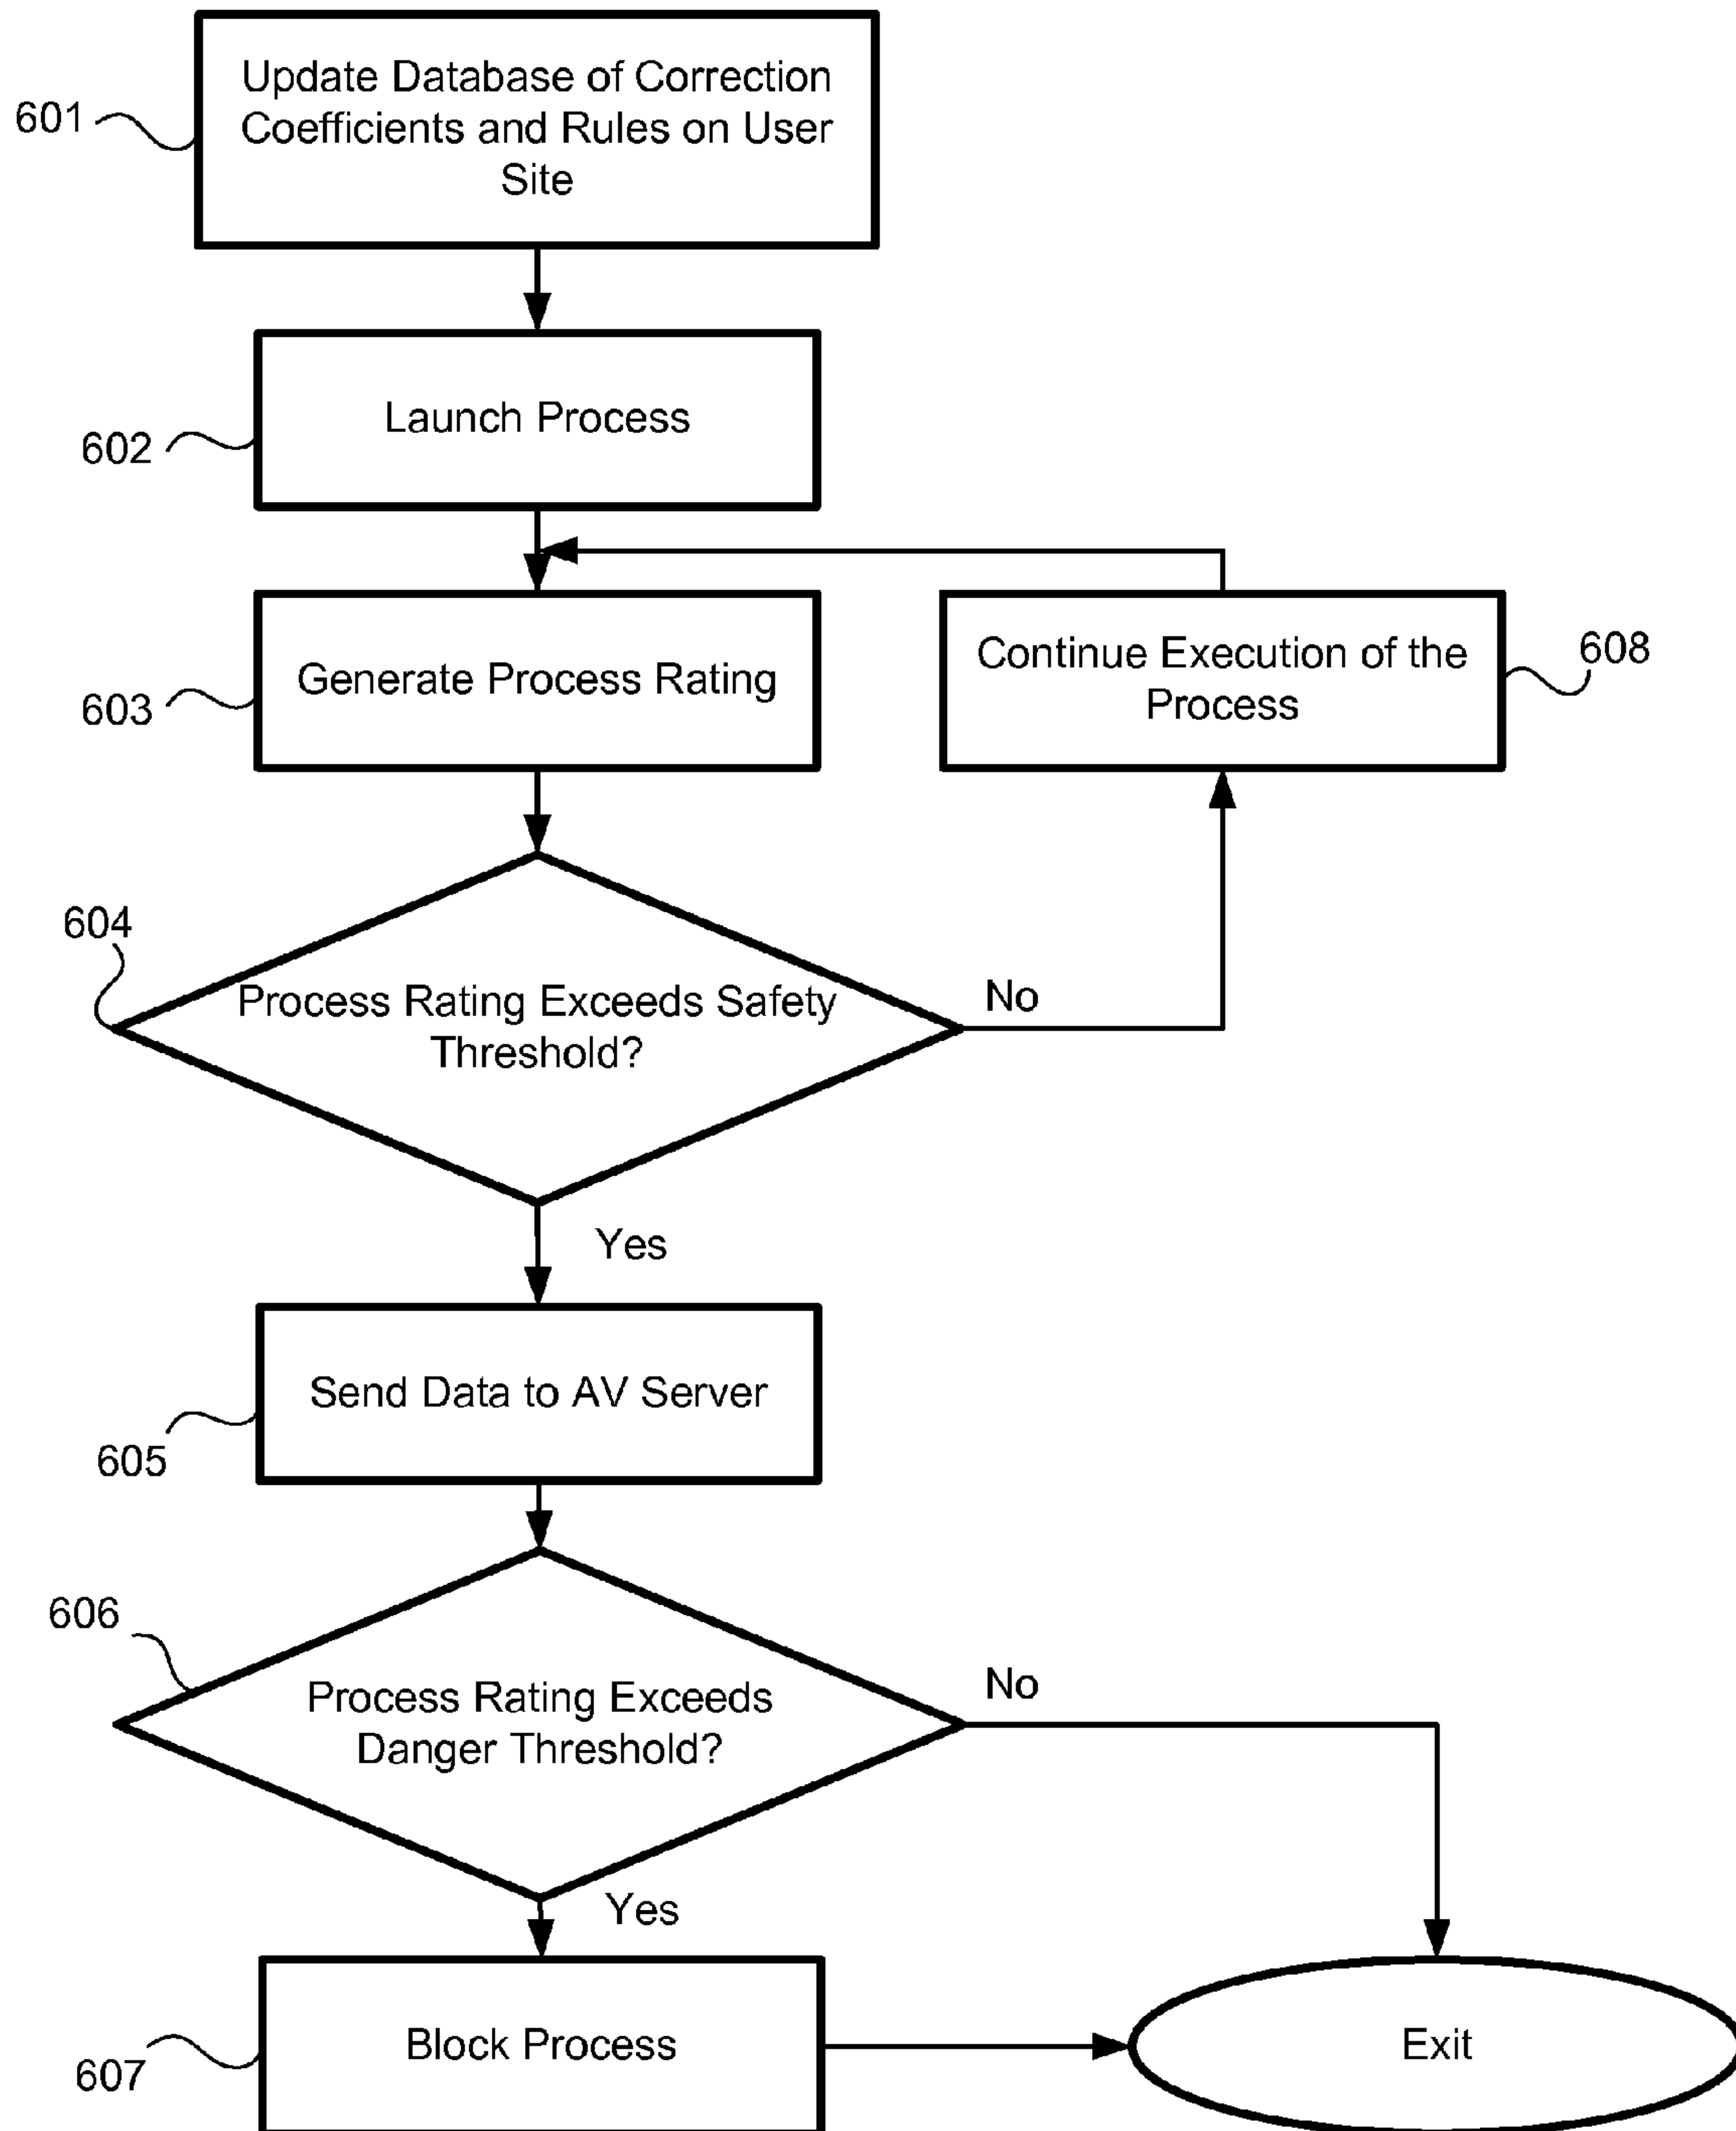 601
Update Database of Correction
Coefficients and Rules on User
Site
602
Launch Process
603
Generate Process Rating
Continue Execution of the
Process
608
604
Process Rating Exceeds Safety
Threshold?
No
Yes
605
Send Data to AV Server
606
Process Rating Exceeds
Danger Threshold?
No
Yes
607
Block Process
Exit